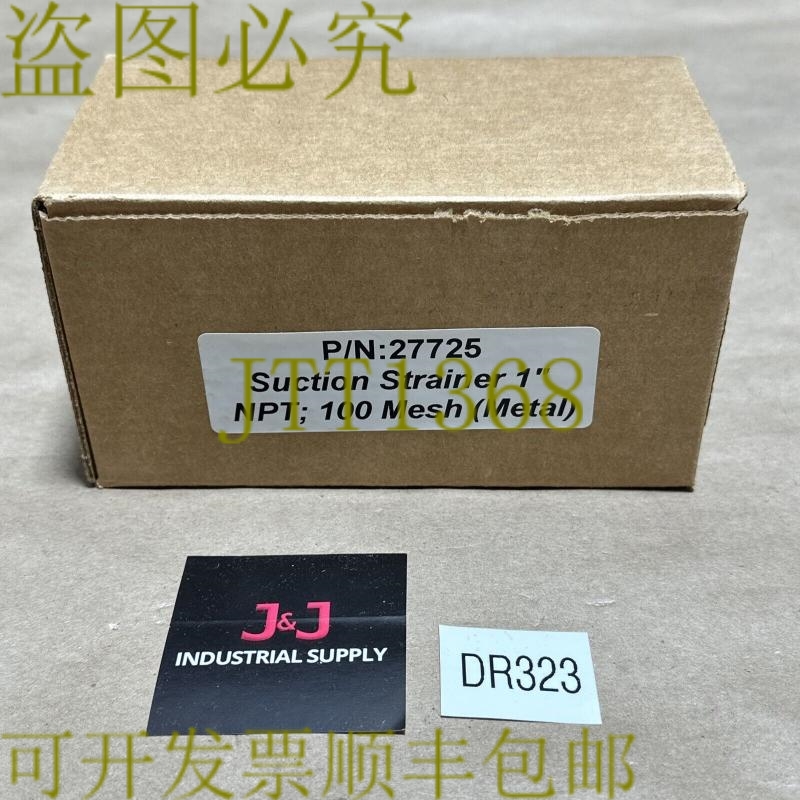 盗图必究
P/N:27725
Suction Strainer 1"
NPT; 100 Mesh (Metal)
JTT1368
J&J
INDUSTRIAL SUPPLY
DR323
可开发票顺丰包邮